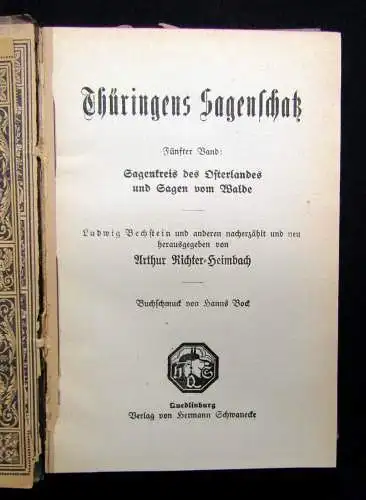 Thüringens Sagenschatz
Fünfter Band:
Sagenkreis des Osterlandes
und Sagen vom Walde
Ludwig Bechstein und anderen nacherzählt und neu
herausgegeben von
Arthur Richter-Heimbach
Buchschmuck von Hanns Bock
Quedlinburg
Verlag von Hermann Schwanecke